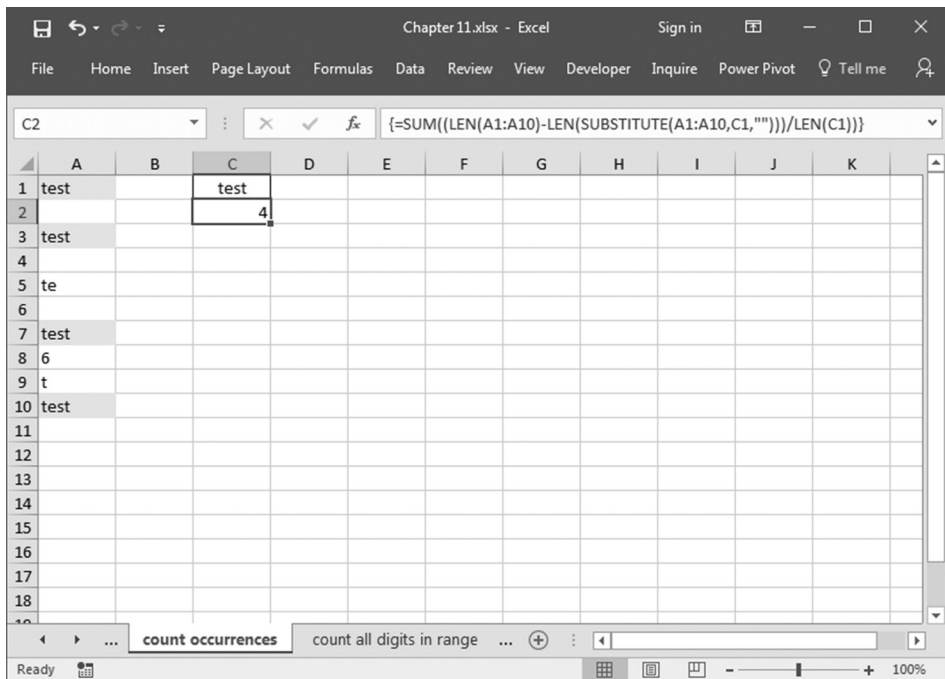 Chapter 11.xlsx - Excel Sign in
File Home Insert Page Layout Formulas Data Review View Developer Inquire Power Pivot Tell me
C2 fx {=SUM((LEN(A1:A10)-LEN(SUBSTITUTE(A1:A10,C1,"")))/LEN(C1))}
A B C D E F G H I J K
1 test test
2 4
3 test
4
5 te
6
7 test
8 6
9 t
10 test
11
12
13
14
15
16
17
18
... count occurrences count all digits in range ...
Ready 100%